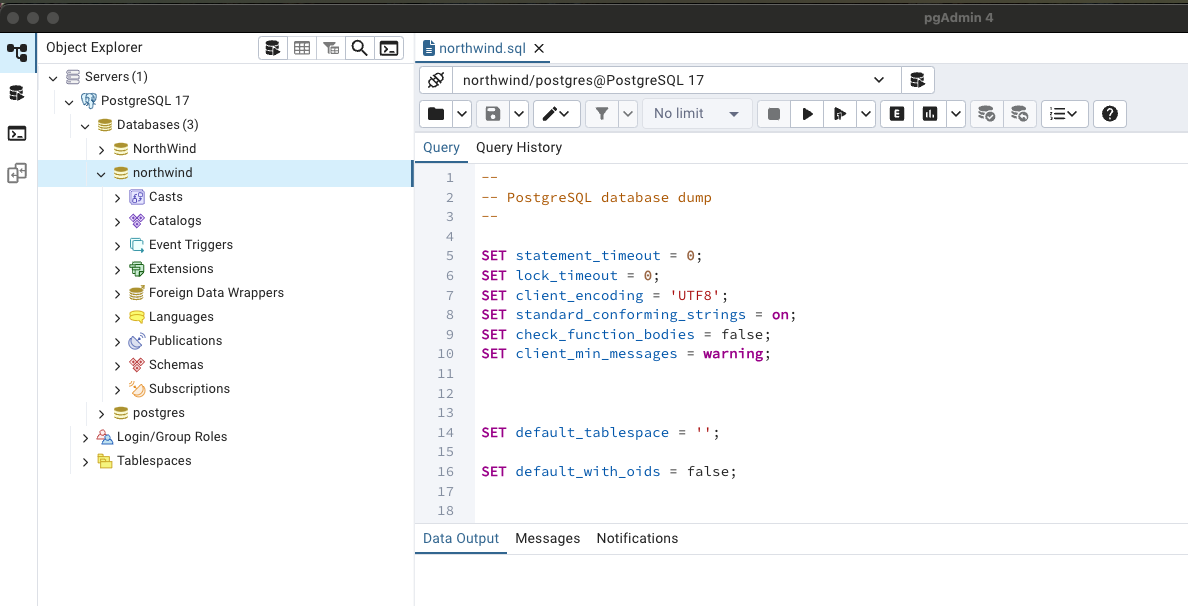 pgAdmin 4
Object Explorer
Servers (1)
PostgreSQL 17
Databases (3)
NorthWind
northwind
Casts
Catalogs
Event Triggers
Extensions
Foreign Data Wrappers
Languages
Publications
Schemas
Subscriptions
postgres
Login/Group Roles
Tablespaces
northwind.sql
northwind/postgres@PostgreSQL 17
No limit
E
Query Query History
1 --
2 -- PostgreSQL database dump
3 --
4
5 SET statement_timeout = 0;
6 SET lock_timeout = 0;
7 SET client_encoding = 'UTF8';
8 SET standard_conforming_strings = on;
9 SET check_function_bodies = false;
10 SET client_min_messages = warning;
11
12
13
14 SET default_tablespace = '';
15
16 SET default_with_oids = false;
17
18
Data Output Messages Notifications